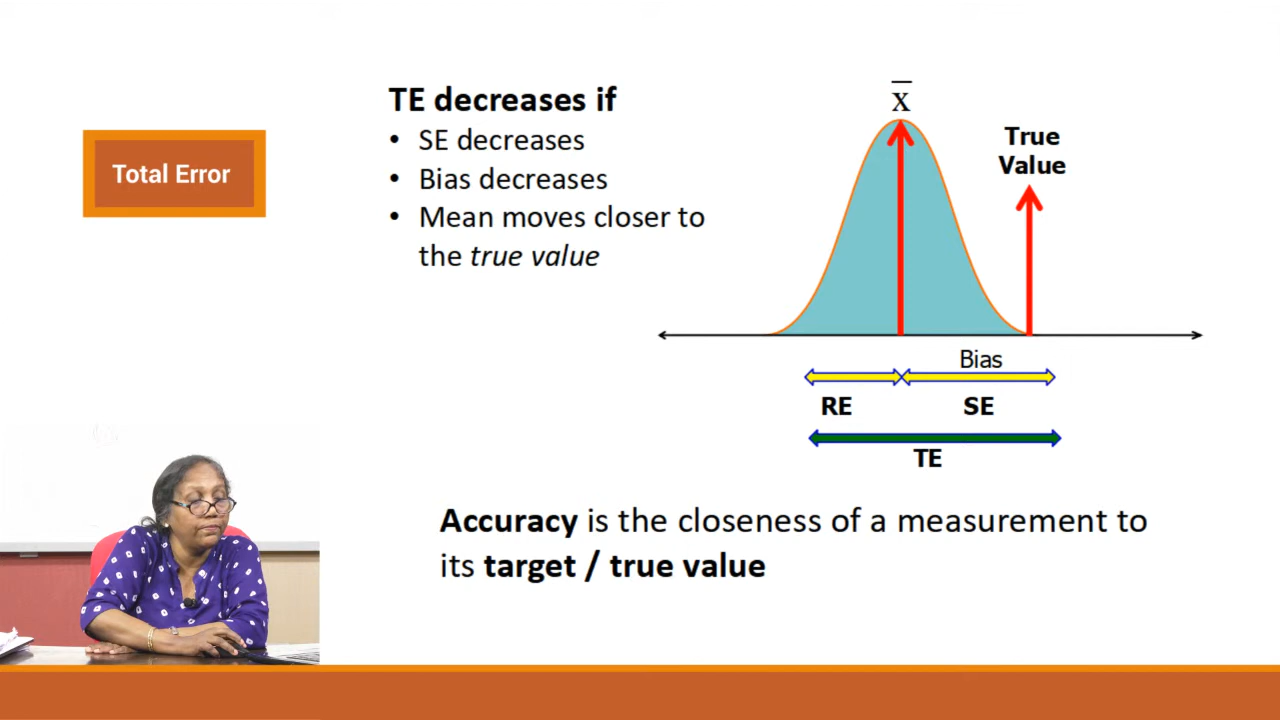 Total Error
TE decreases if
• SE decreases
• Bias decreases
• Mean moves closer to
the true value
x̄
True
Value
Bias
RE
SE
TE
Accuracy is the closeness of a measurement to
its target / true value